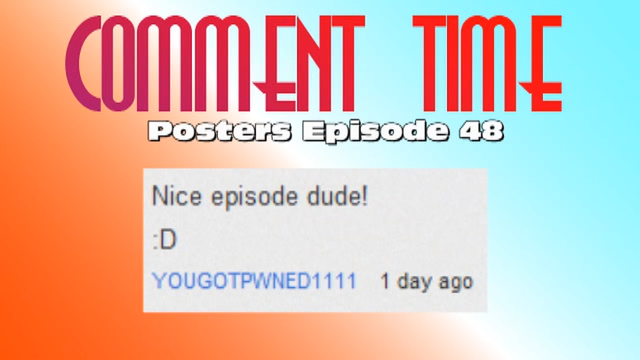 COMMENT TIME
Posters Episode 48
Nice episode dude!
:D
YOUGOTPWNED1111 1 day ago